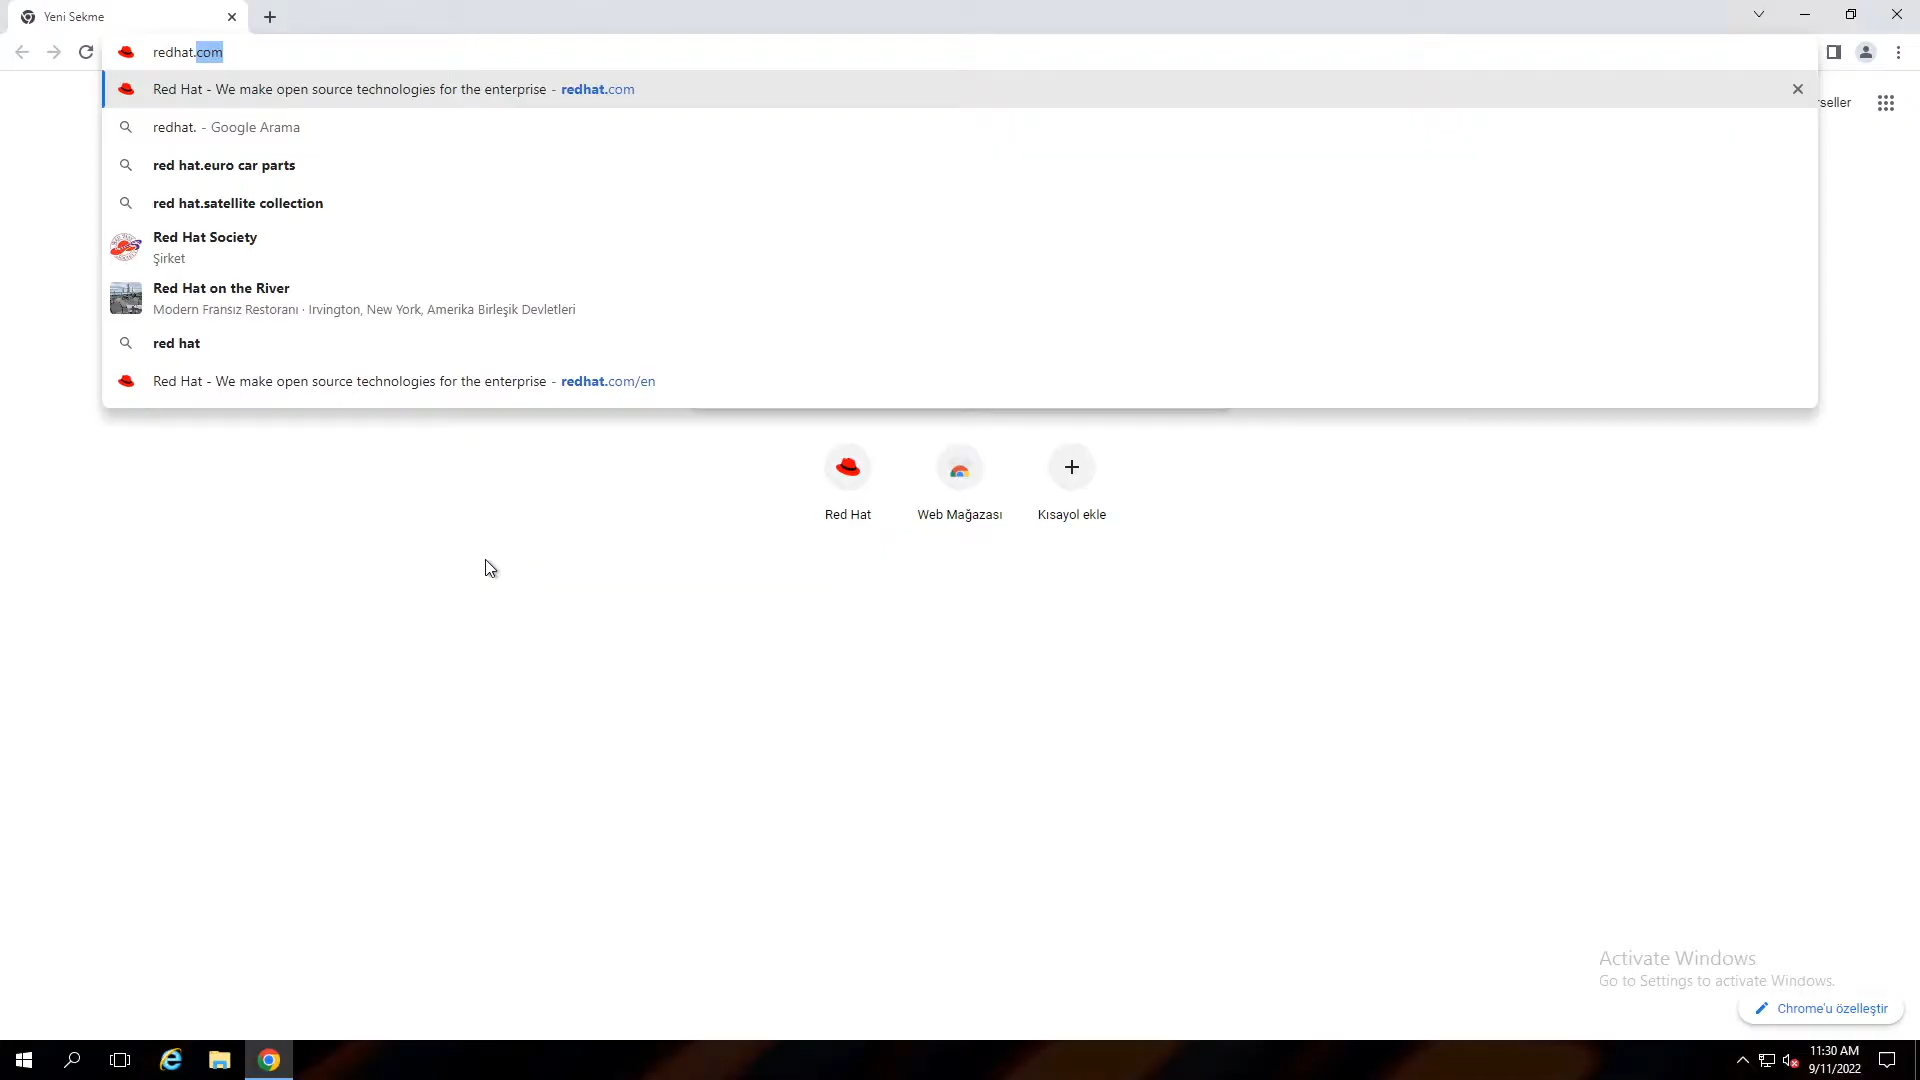 Yeni Sekme
redhat.com
Red Hat - We make open source technologies for the enterprise - redhat.com
rseller
redhat. - Google Arama
red hat.euro car parts
red hat.satellite collection
Red Hat Society
Şirket
Red Hat on the River
Modern Fransız Restoranı · Irvington, New York, Amerika Birleşik Devletleri
red hat
Red Hat - We make open source technologies for the enterprise - redhat.com/en
Red Hat
Web Mağazası
Kısayol ekle
Activate Windows
Go to Settings to activate Windows.
Chrome'u özelleştir
11:30 AM
9/11/2022